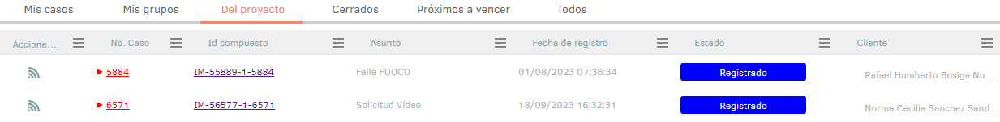 Mis casos Mis grupos Del proyecto Cerrados Próximos a vencer Todos
Accione... No. Caso Id compuesto Asunto Fecha de registro Estado Cliente
5884 IM-55889-1-5884 Falla FUOCO 01/08/2023 07:36:34 Registrado Rafael Humberto Bosiga Nu...
6571 IM-56577-1-6571 Solicitud Vídeo 18/09/2023 16:32:31 Registrado Norma Cecilia Sanchez Sand...